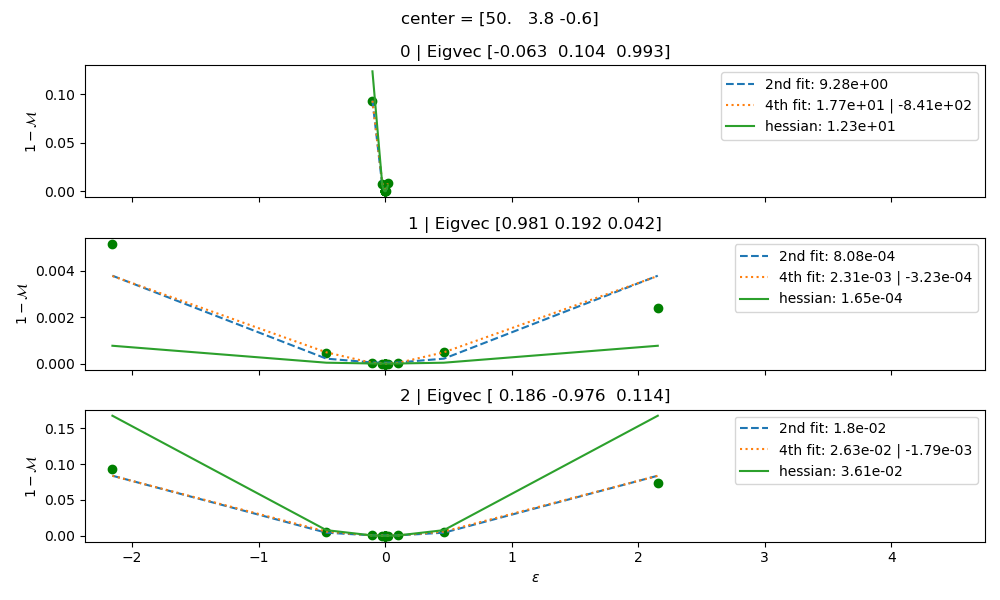 center = [50.   3.8 -0.6]
0 | Eigvec [-0.063  0.104  0.993]
1 − ℳ
0.10
0.05
0.00
2nd fit: 9.28e+00
4th fit: 1.77e+01 | -8.41e+02
hessian: 1.23e+01
1 | Eigvec [0.981 0.192 0.042]
1 − ℳ
0.004
0.002
0.000
2nd fit: 8.08e-04
4th fit: 2.31e-03 | -3.23e-04
hessian: 1.65e-04
2 | Eigvec [ 0.186 -0.976  0.114]
1 − ℳ
0.15
0.10
0.05
0.00
2nd fit: 1.8e-02
4th fit: 2.63e-02 | -1.79e-03
hessian: 3.61e-02
−2 −1 0 1 2 3 4
ε